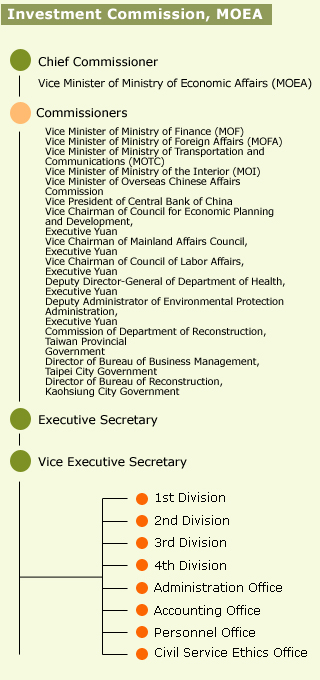 Investment Commission, MOEA
Chief Commissioner
Vice Minister of Ministry of Economic Affairs (MOEA)
Commissioners
Vice Minister of Ministry of Finance (MOF)
Vice Minister of Ministry of Foreign Affairs (MOFA)
Vice Minister of Ministry of Transportation and
Communications (MOTC)
Vice Minister of Ministry of the Interior (MOI)
Vice Minister of Overseas Chinese Affairs
Commission
Vice President of Central Bank of China
Vice Chairman of Council for Economic Planning
and Development,
Executive Yuan
Vice Chairman of Mainland Affairs Council,
Executive Yuan
Vice Chairman of Council of Labor Affairs,
Executive Yuan
Deputy Director-General of Department of Health,
Executive Yuan
Deputy Administrator of Environmental Protection
Administration,
Executive Yuan
Commission of Department of Reconstruction,
Taiwan Provincial
Government
Director of Bureau of Business Management,
Taipei City Government
Director of Bureau of Reconstruction,
Kaohsiung City Government
Executive Secretary
Vice Executive Secretary
1st Division
2nd Division
3rd Division
4th Division
Administration Office
Accounting Office
Personnel Office
Civil Service Ethics Office